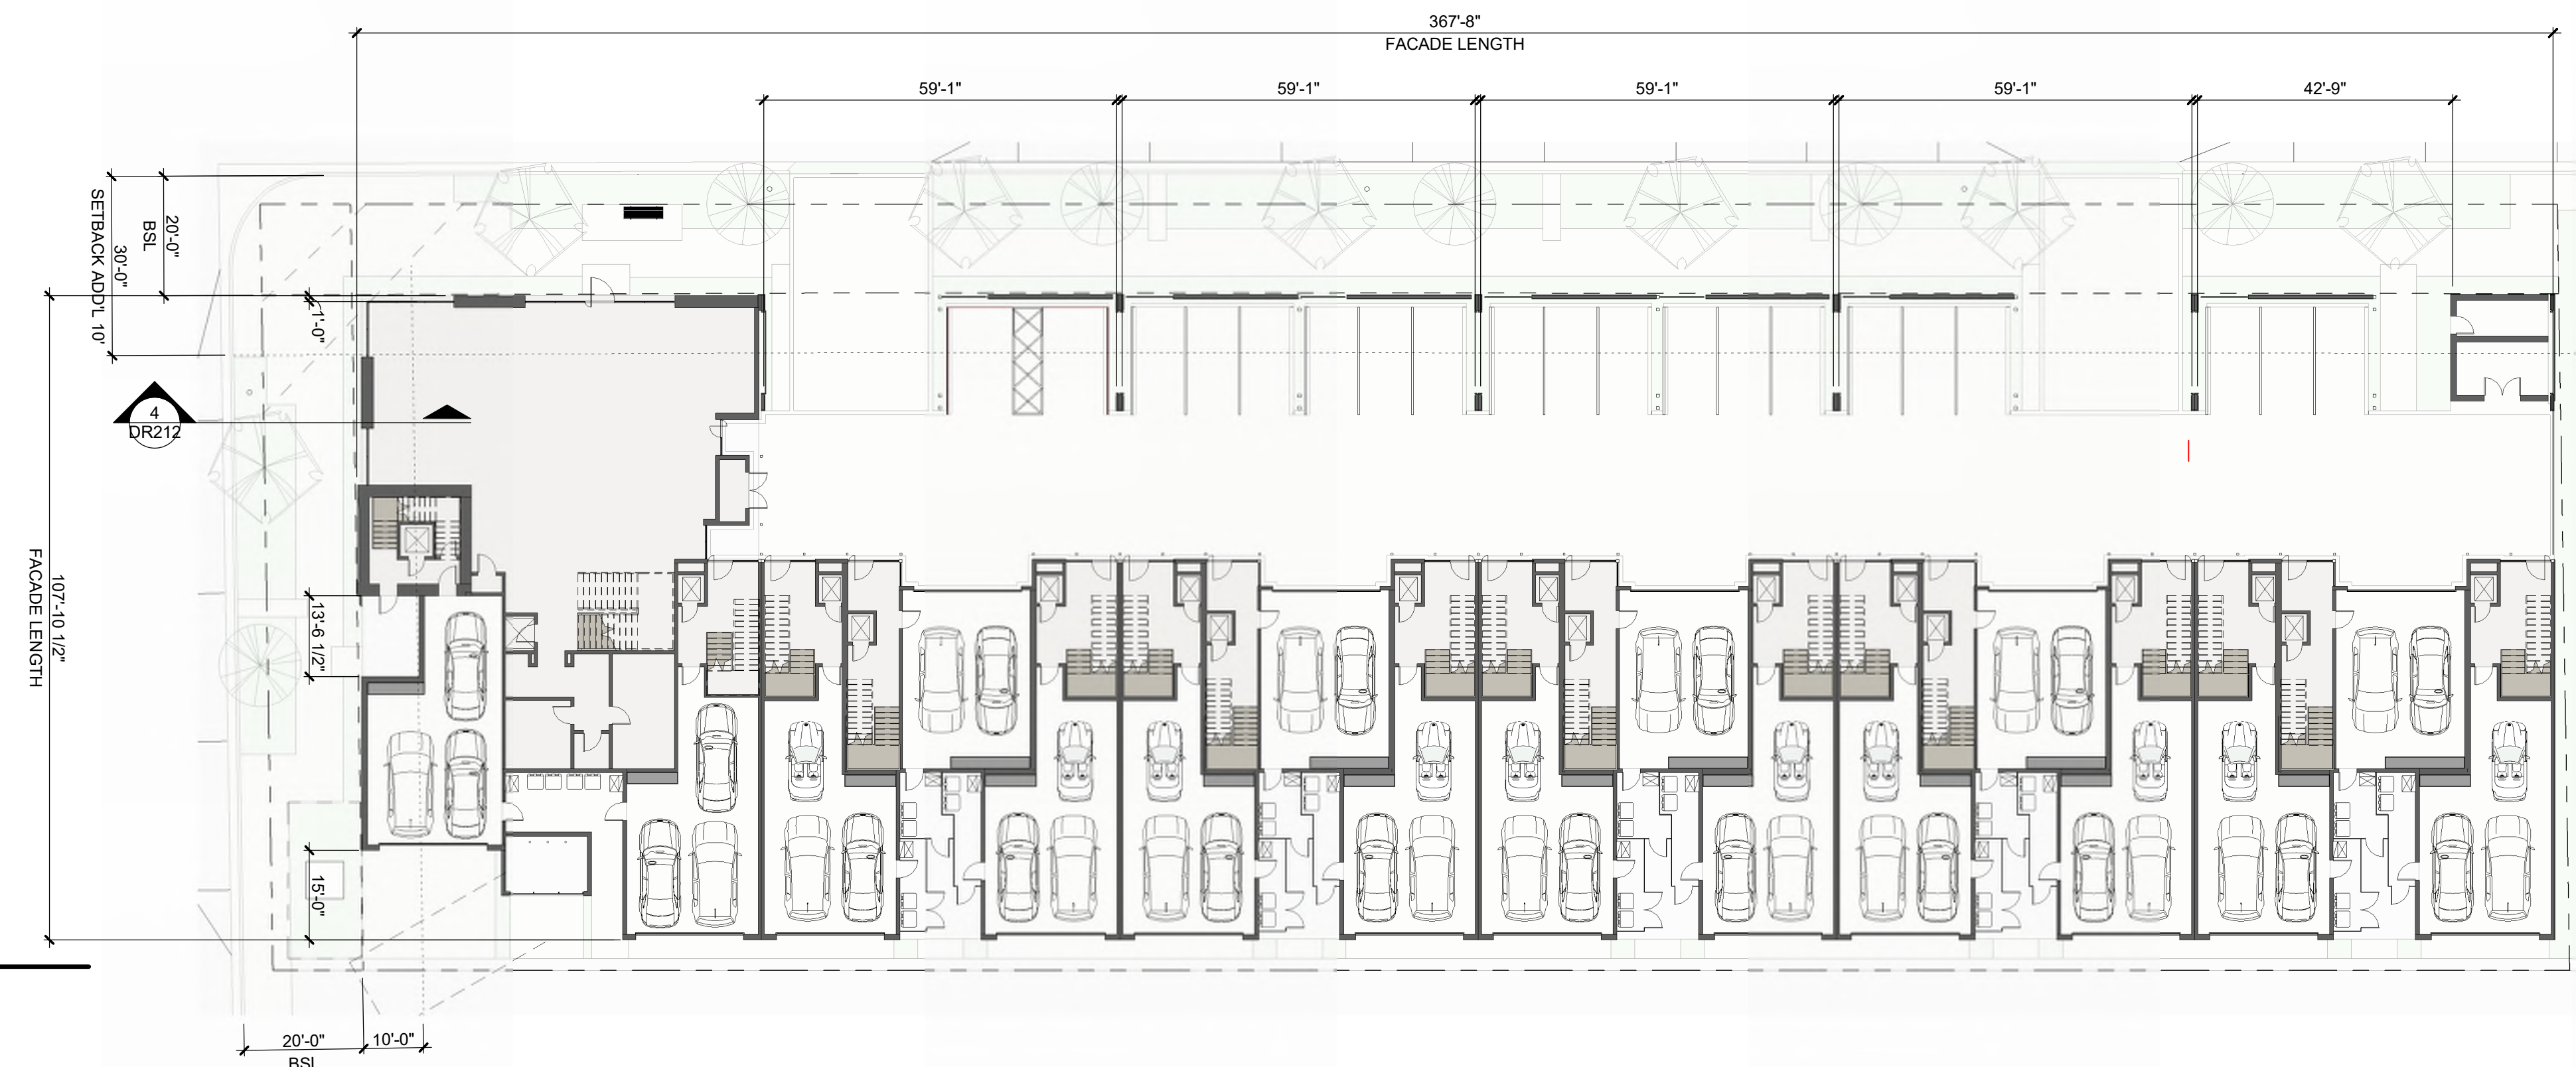 367'-8"
FACADE LENGTH
59'-1"
59'-1"
59'-1"
59'-1"
42'-9"
SETBACK ADD'L 10'
30'-0"
BSL
20'-0"
1'-0"
4
DR212
FACADE LENGTH
107'-10 1/2"
13'-6 1/2"
15'-0"
20'-0"
10'-0"
BSL